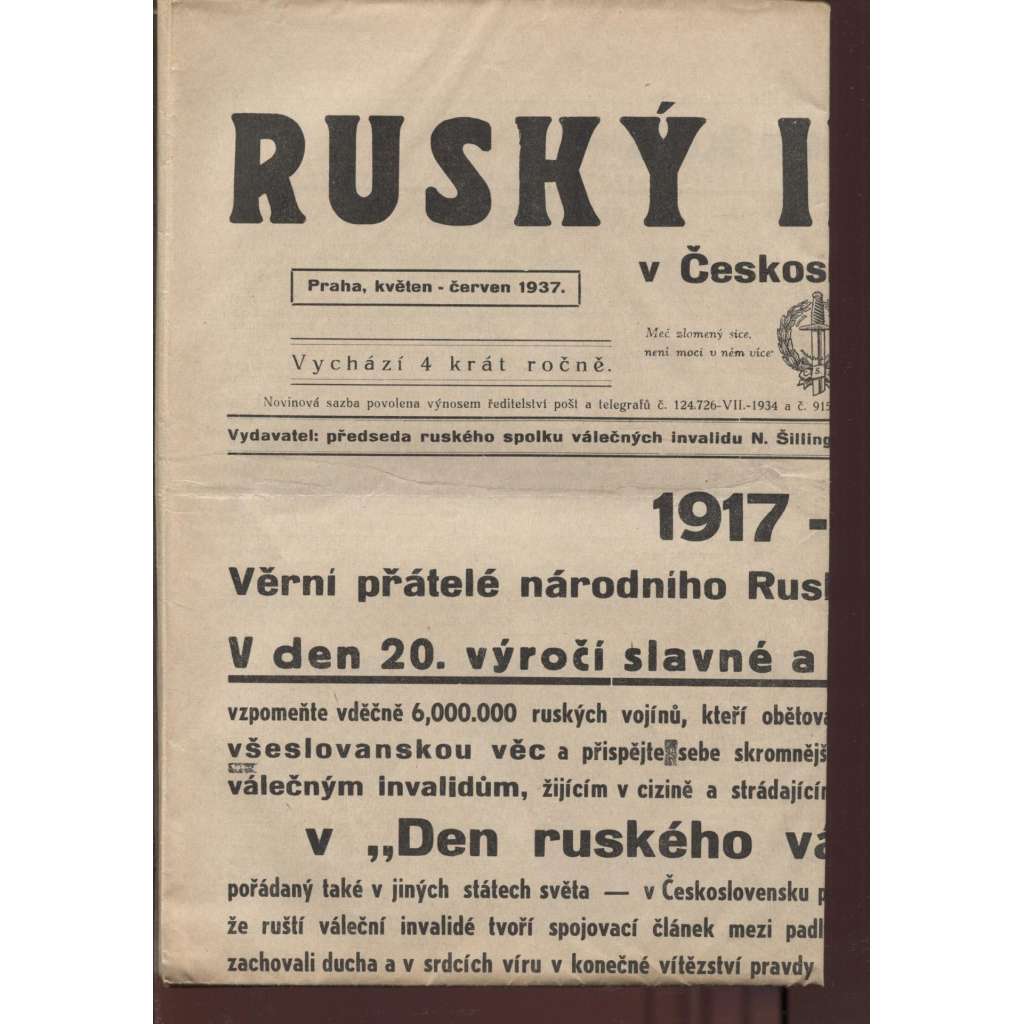 RUSKÝ
v Českos
Praha, květen - červen 1937.
Meč zlomený sice,
není moci v něm více
Vychází 4 krát ročně.
Novinová sazba povolena výnosem ředitelství pošt a telegrafů č. 124.726-VII.-1934 a č. 915
Vydavatel: předseda ruského spolku válečných invalidu N. Šilling
1917 -
Věrní přátelé národního Rus
V den 20. výročí slavné a
vzpomeňte vděčně 6,000.000 ruských vojínů, kteří obětova
všeslovanskou věc a přispějte sebe skromnějš
válečným invalidům, žijícím v cizině a strádajícím
v „Den ruského vá
pořádaný také v jiných státech světa — v Československu p
že ruští váleční invalidé tvoří spojovací článek mezi padl
zachovali ducha a v srdcích víru v konečné vítězství pravdy